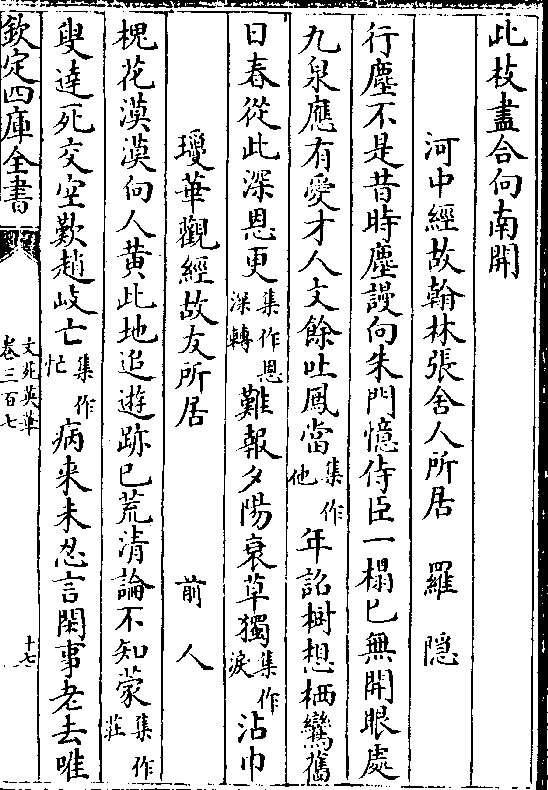 此枝盡合向南開
河中經故翰林張舍人所居 羅隱
行塵不是昔時塵謾向朱門憶侍臣一榻已無開眼處
九泉應有愛才人文餘吐鳳當集作他年詔樹想栖鸞舊
日春從此深恩更集作恩深轉難報夕陽衰草獨集作淚沾巾
瓊華觀經故友所居 前人
槐花漠漠向人黃此地追遊跡已荒清論不知蒙集作莊
叟達死交空歎趙岐亡集作忙病來未忍言閑事老去唯
欽定四庫全書 文苑英華卷三百七 十七